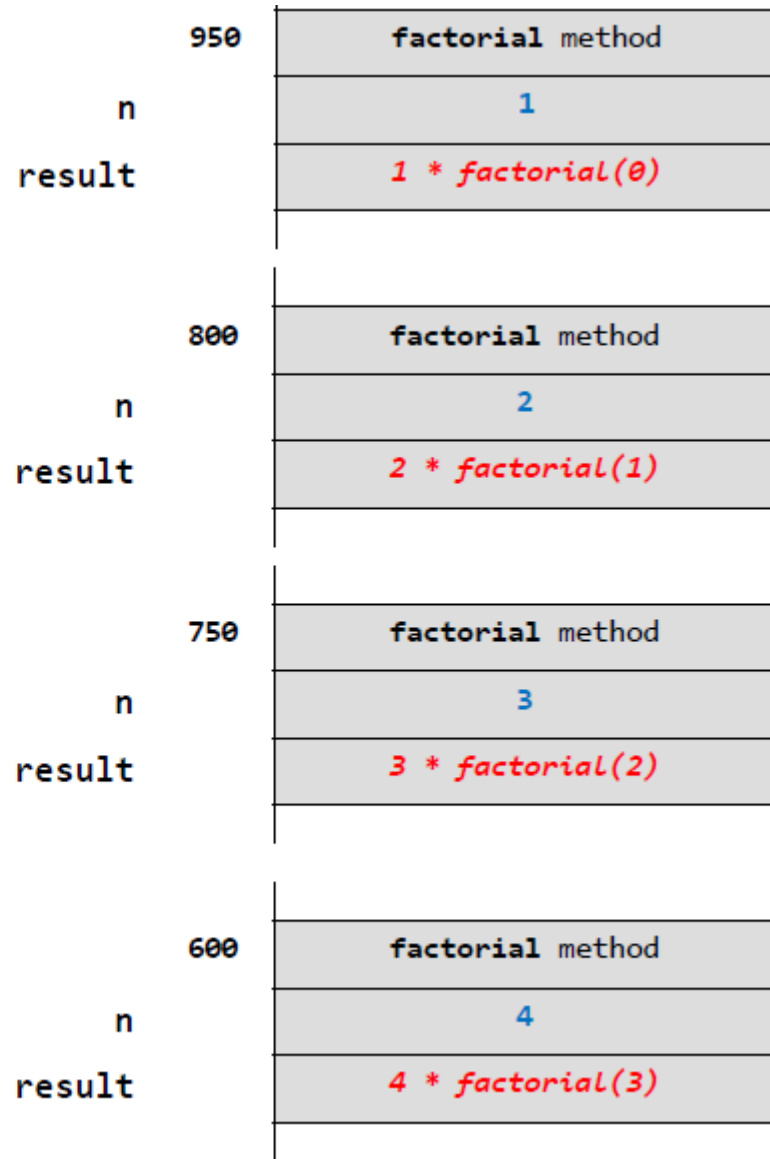 950 factorial method
n 1
result 1 * factorial(0)
800 factorial method
n 2
result 2 * factorial(1)
750 factorial method
n 3
result 3 * factorial(2)
600 factorial method
n 4
result 4 * factorial(3)